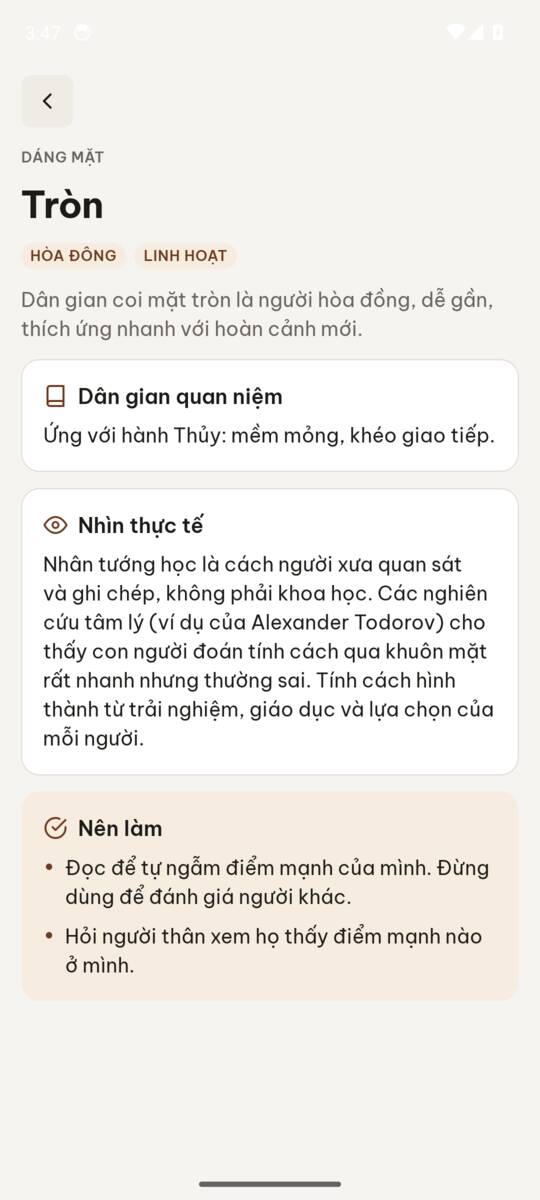 3:47
DÁNG MẶT
Tròn
HÒA ĐỒNG
LINH HOẠT
Dân gian coi mặt tròn là người hòa đồng, dễ gần,
thích ứng nhanh với hoàn cảnh mới.
Dân gian quan niệm
Ứng với hành Thủy: mềm mỏng, khéo giao tiếp.
Nhìn thực tế
Nhân tướng học là cách người xưa quan sát
và ghi chép, không phải khoa học. Các nghiên
cứu tâm lý (ví dụ của Alexander Todorov) cho
thấy con người đoán tính cách qua khuôn mặt
rất nhanh nhưng thường sai. Tính cách hình
thành từ trải nghiệm, giáo dục và lựa chọn của
mỗi người.
Nên làm
• Đọc để tự ngẫm điểm mạnh của mình. Đừng
dùng để đánh giá người khác.
• Hỏi người thân xem họ thấy điểm mạnh nào
ở mình.